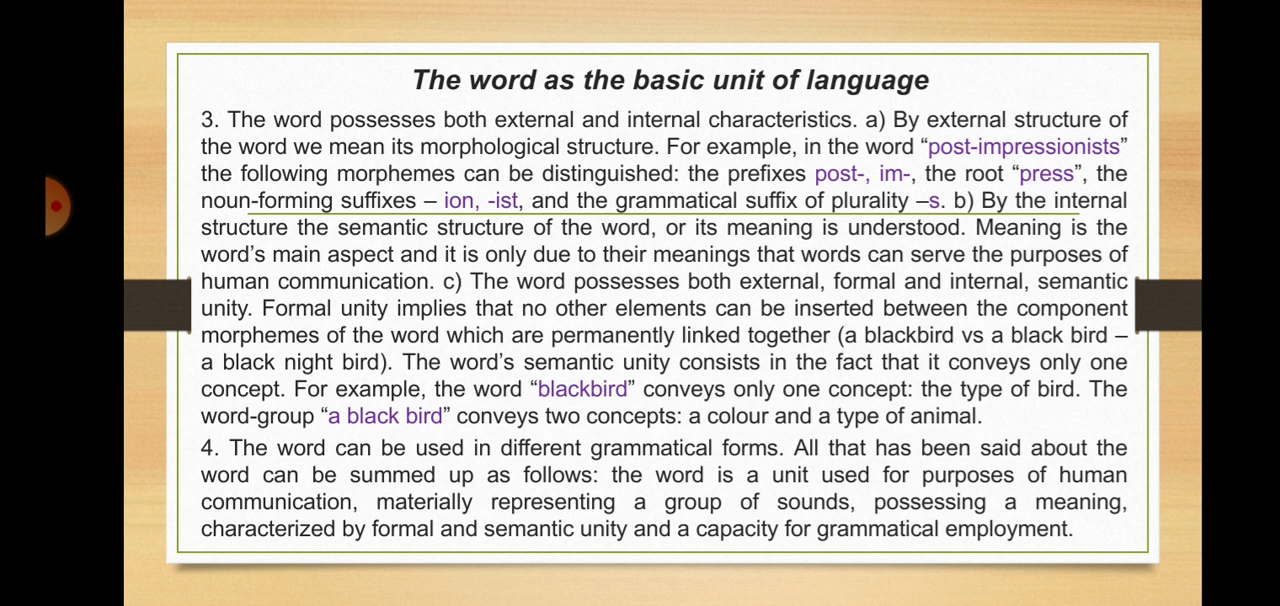 The word as the basic unit of language
3. The word possesses both external and internal characteristics. a) By external structure of
the word we mean its morphological structure. For example, in the word “post-impressionists”
the following morphemes can be distinguished: the prefixes post-, im-, the root “press”, the
noun-forming suffixes – ion, -ist, and the grammatical suffix of plurality –s. b) By the internal
structure the semantic structure of the word, or its meaning is understood. Meaning is the
word’s main aspect and it is only due to their meanings that words can serve the purposes of
human communication. c) The word possesses both external, formal and internal, semantic
unity. Formal unity implies that no other elements can be inserted between the component
morphemes of the word which are permanently linked together (a blackbird vs a black bird –
a black night bird). The word’s semantic unity consists in the fact that it conveys only one
concept. For example, the word “blackbird” conveys only one concept: the type of bird. The
word-group “a black bird” conveys two concepts: a colour and a type of animal.
4. The word can be used in different grammatical forms. All that has been said about the
word can be summed up as follows: the word is a unit used for purposes of human
communication, materially representing a group of sounds, possessing a meaning,
characterized by formal and semantic unity and a capacity for grammatical employment.